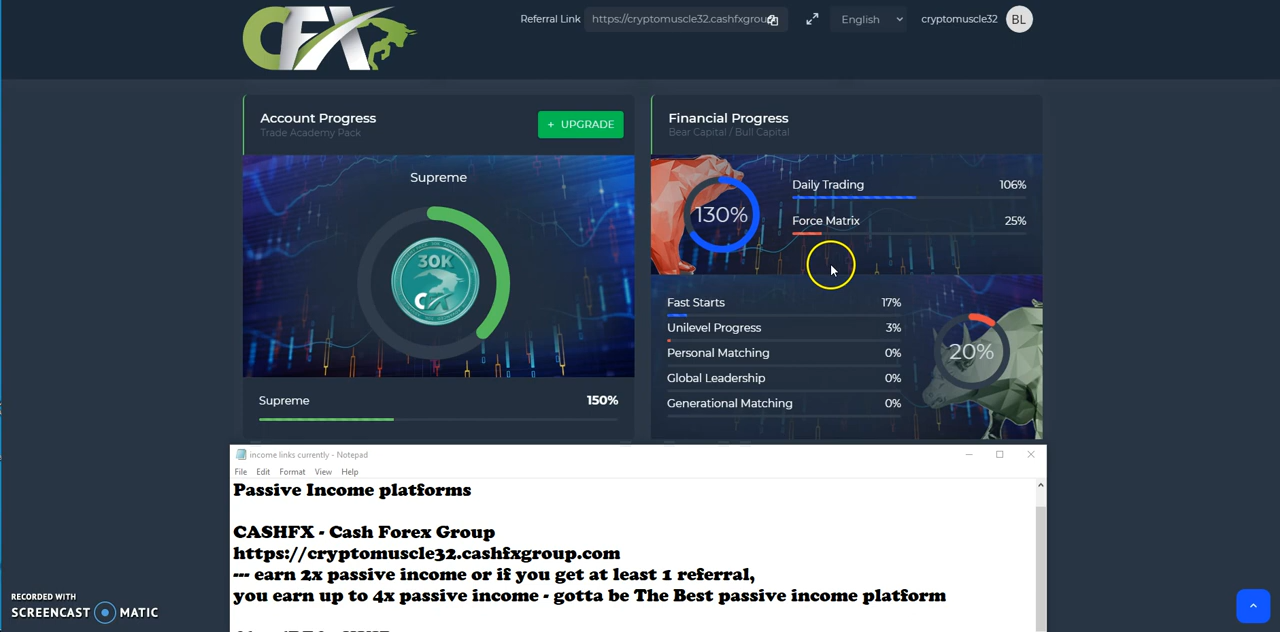 CFX
Referral Link https://cryptomuscle32.cashfxgroup
English
cryptomuscle32 BL
Account Progress
Trade Academy Pack
+ UPGRADE
Supreme
30K
CX
Supreme 150%
Financial Progress
Bear Capital / Bull Capital
130%
Daily Trading 106%
Force Matrix 25%
Fast Starts 17%
Unilevel Progress 3%
Personal Matching 0%
Global Leadership 0%
Generational Matching 0%
20%
income links currently - Notepad
File Edit Format View Help
Passive Income platforms
CASHFX - Cash Forex Group
https://cryptomuscle32.cashfxgroup.com
--- earn 2x passive income or if you get at least 1 referral,
you earn up to 4x passive income - gotta be The Best passive income platform
RECORDED WITH
SCREENCAST MATIC